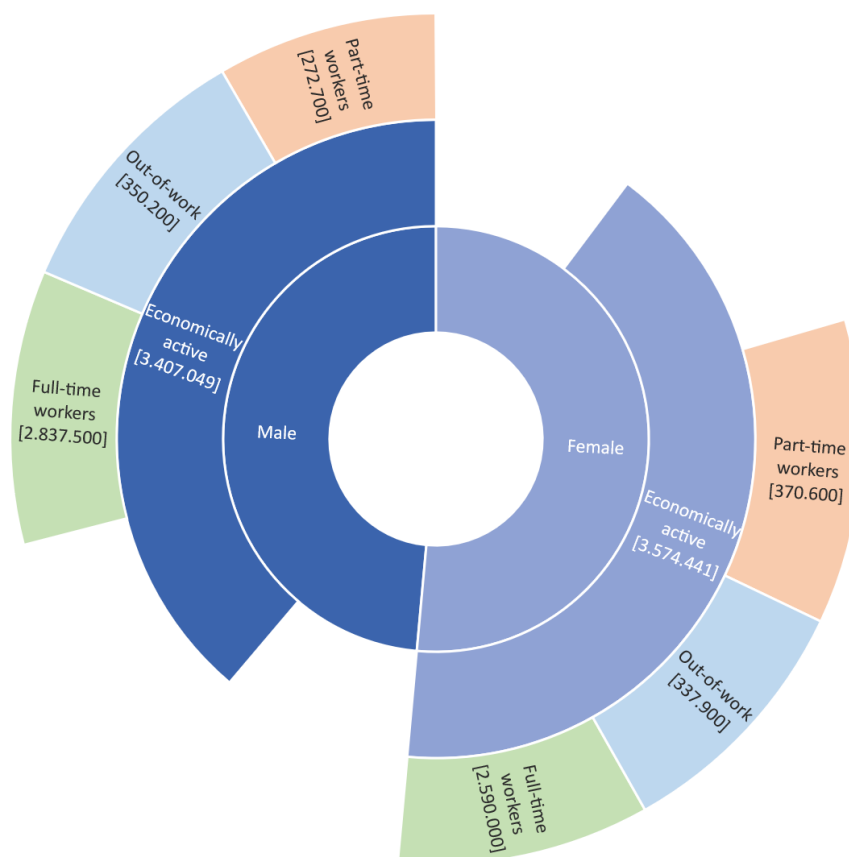 Part-time
workers
[272.700]
Out-of-work
[350.200]
Economically
active
[3.407.049]
Full-time
workers
[2.837.500]
Male
Female
Part-time
workers
[370.600]
Economically
active
[3.574.441]
Out-of-work
[337.900]
Full-time
workers
[2.590.000]